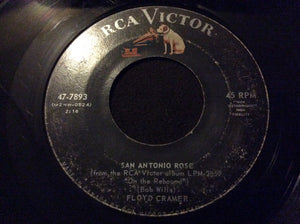 RCA VICTOR
47-7893
45 RPM
2:16
SAN ANTONIO ROSE
(from the RCA Victor album LPM-2359
"On the Rebound")
(Bob Wills)
FLOYD CRAMER